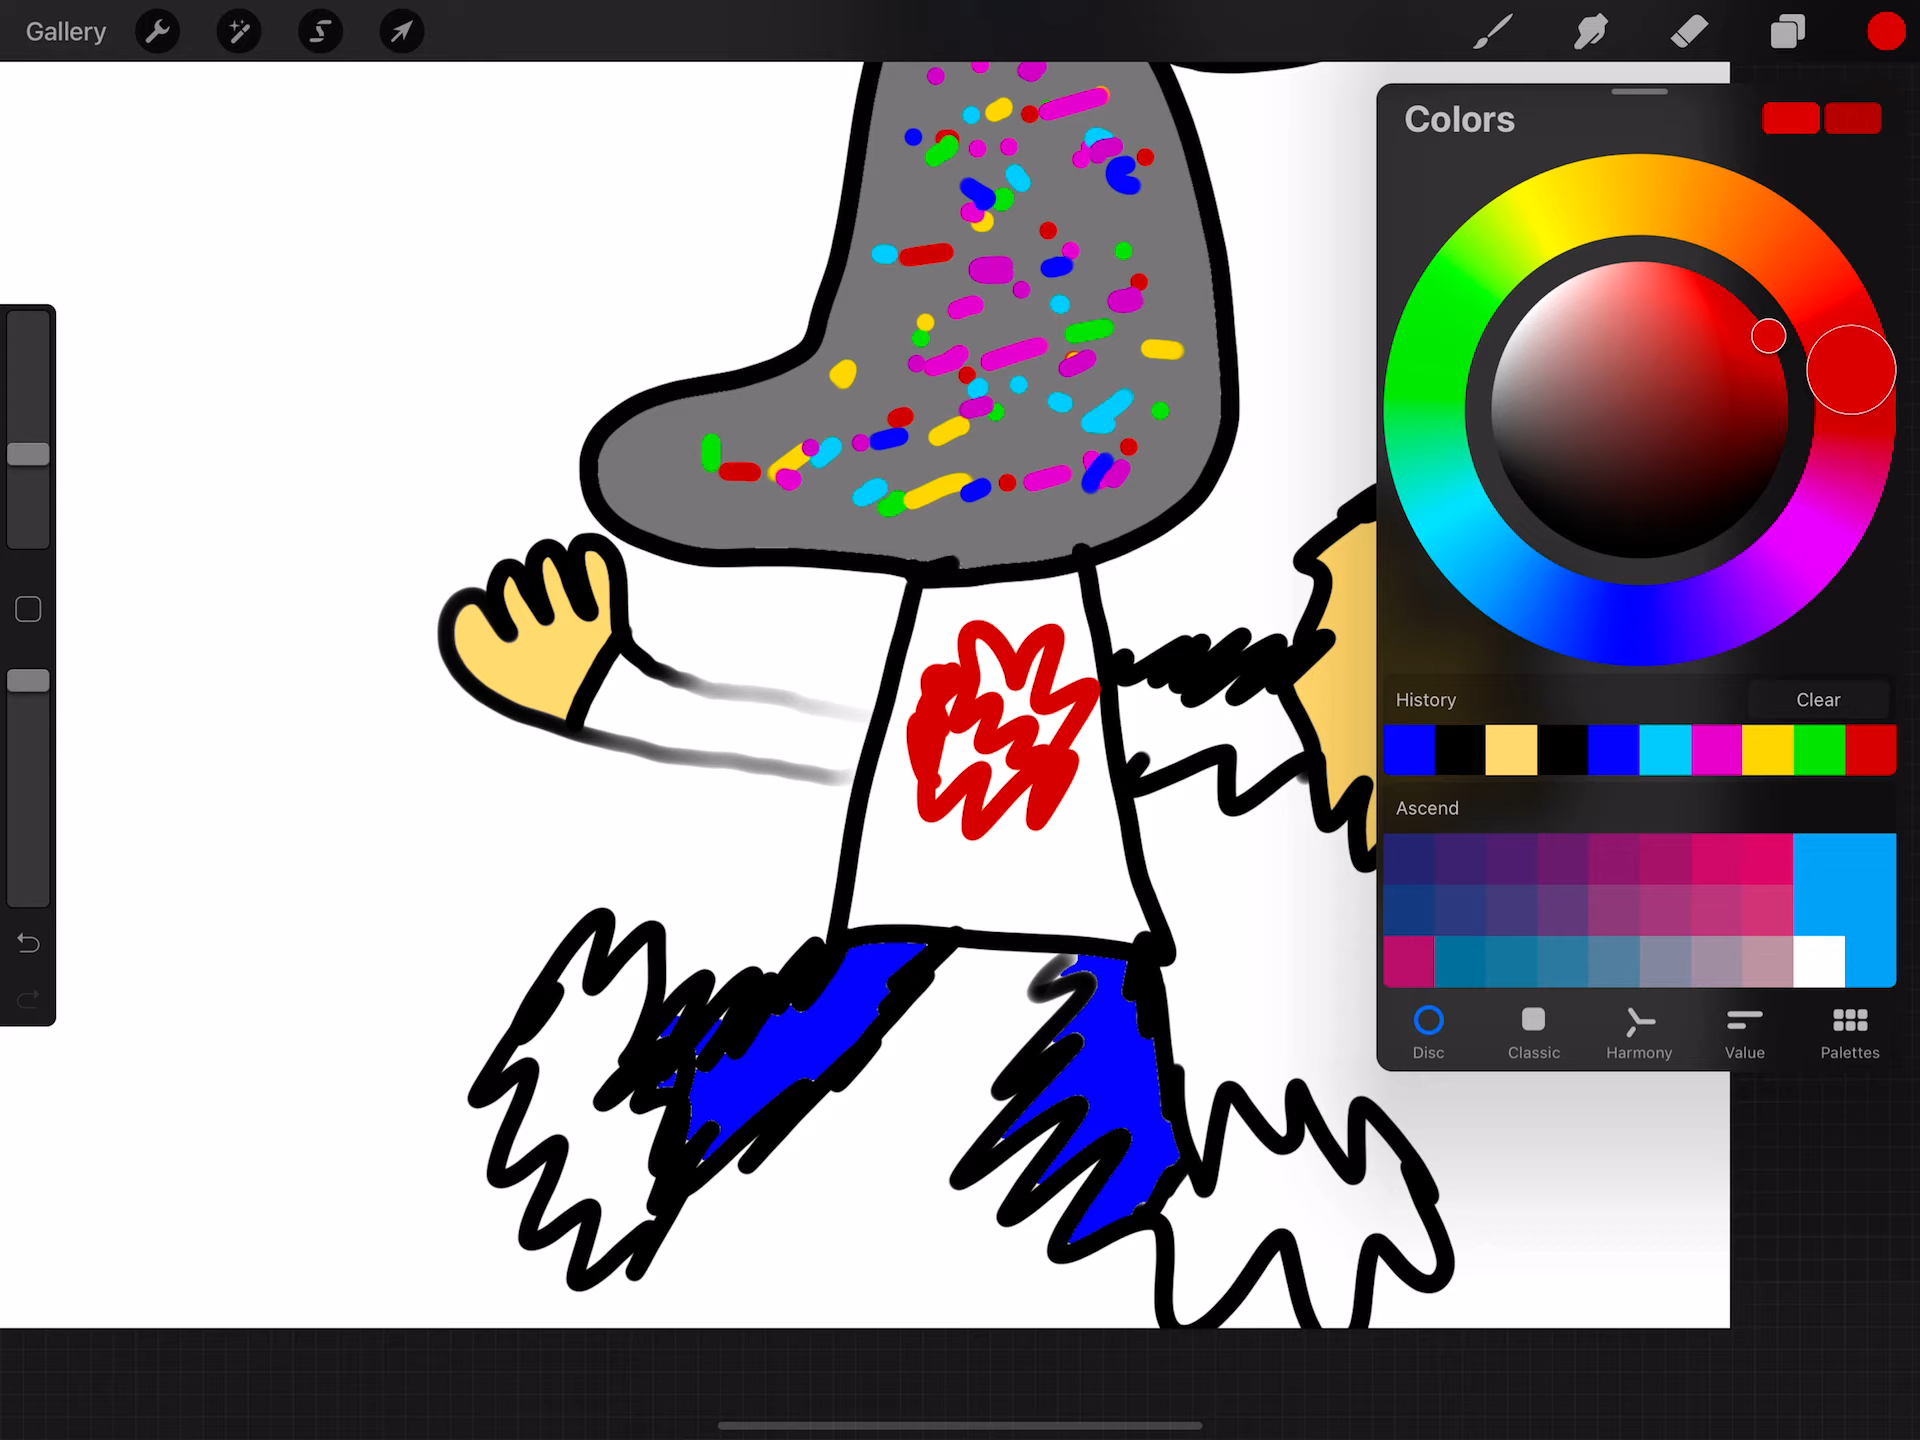 Gallery
Colors
History
Clear
Ascend
Disc
Classic
Harmony
Value
Palettes